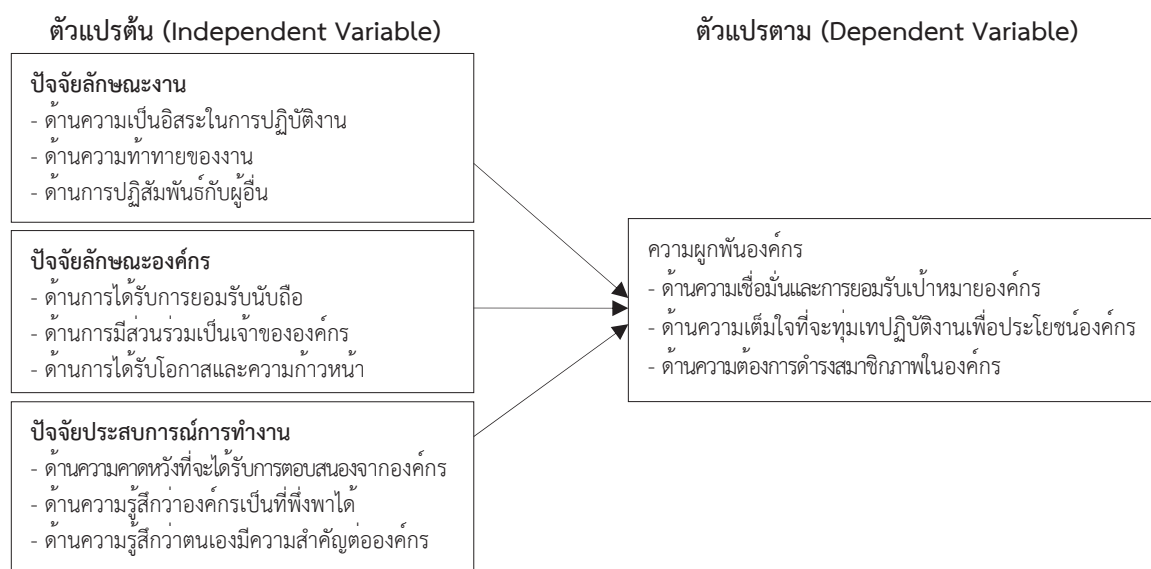 ตัวแปรต้น (Independent Variable)
ปัจจัยลักษณะงาน
- ด้านความเป็นอิสระในการปฏิบัติงาน
- ด้านความท้าทายของงาน
- ด้านการปฏิสัมพันธ์กับผู้อื่น
ปัจจัยลักษณะองค์กร
- ด้านการได้รับการยอมรับนับถือ
- ด้านการมีส่วนร่วมเป็นเจ้าขององค์กร
- ด้านการได้รับโอกาสและความก้าวหน้า
ปัจจัยประสบการณ์การทำงาน
- ด้านความคาดหวังที่จะได้รับการตอบสนองจากองค์กร
- ด้านความรู้สึกว่าองค์กรเป็นที่พึ่งพาได้
- ด้านความรู้สึกว่าตนเองมีความสำคัญต่อองค์กร
ตัวแปรตาม (Dependent Variable)
ความผูกพันองค์กร
- ด้านความเชื่อมั่นและการยอมรับเป้าหมายองค์กร
- ด้านความเต็มใจที่จะทุ่มเทปฏิบัติงานเพื่อประโยชน์องค์กร
- ด้านความต้องการดำรงสมาชิกภาพในองค์กร